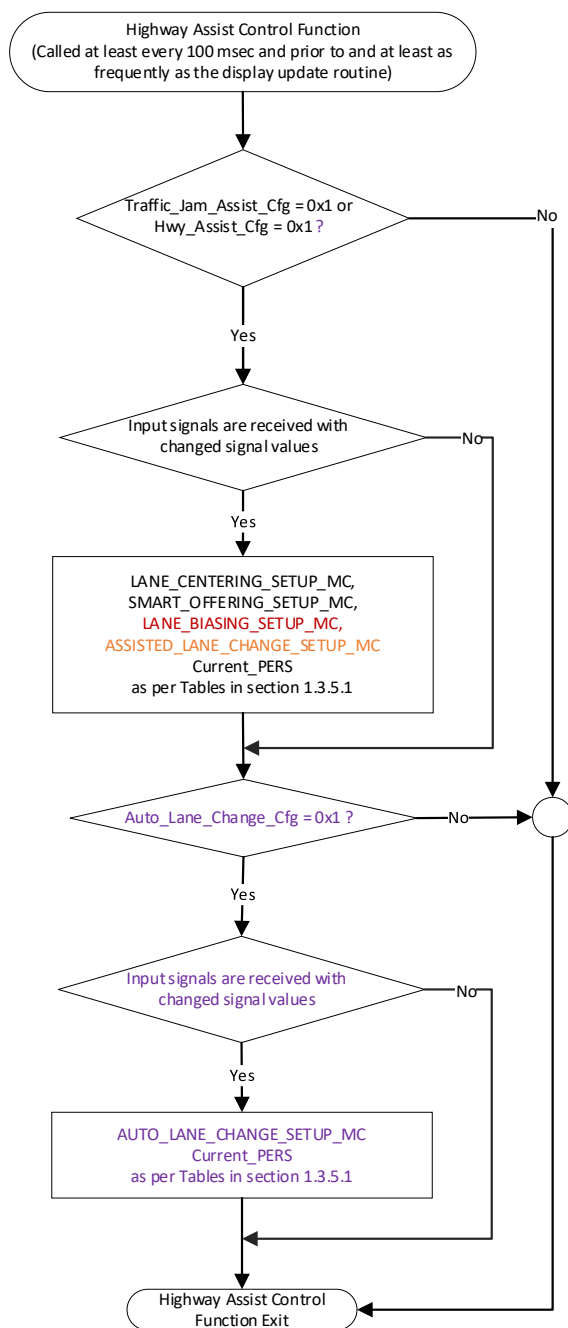 Highway Assist Control Function
(Called at least every 100 msec and prior to and at least as
frequently as the display update routine)
Traffic_Jam_Assist_Cfg = 0x1 or
Hwy_Assist_Cfg = 0x1 ?
No
Yes
Input signals are received with
changed signal values
No
Yes
LANE_CENTERING_SETUP_MC,
SMART_OFFERING_SETUP_MC,
LANE_BIASING_SETUP_MC,
ASSISTED_LANE_CHANGE_SETUP_MC
Current_PERS
as per Tables in section 1.3.5.1
Auto_Lane_Change_Cfg = 0x1 ?
No
Yes
Input signals are received with
changed signal values
No
Yes
AUTO_LANE_CHANGE_SETUP_MC
Current_PERS
as per Tables in section 1.3.5.1
Highway Assist Control
Function Exit